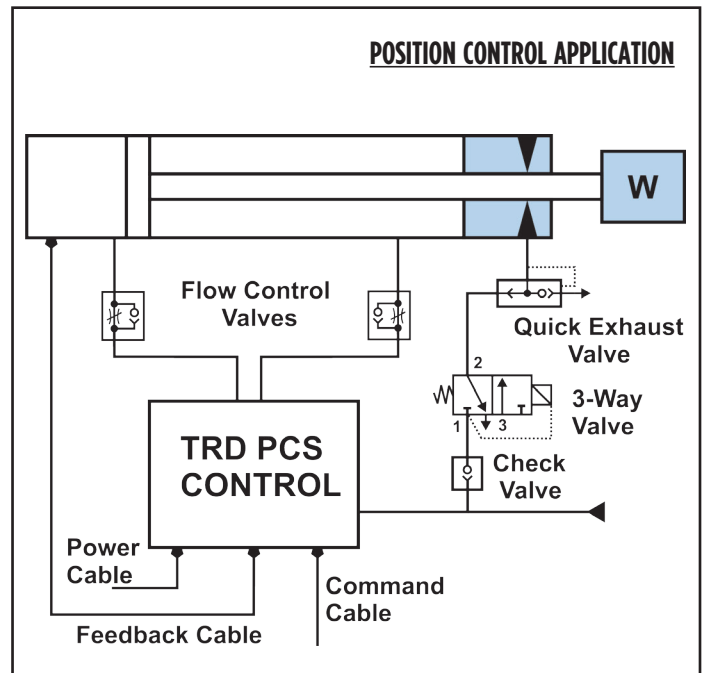 POSITION CONTROL APPLICATION
W
Flow Control
Valves
Quick Exhaust
Valve
2
3-Way
Valve
1
3
Check
Valve
TRD PCS
CONTROL
Power
Cable
Command
Cable
Feedback Cable